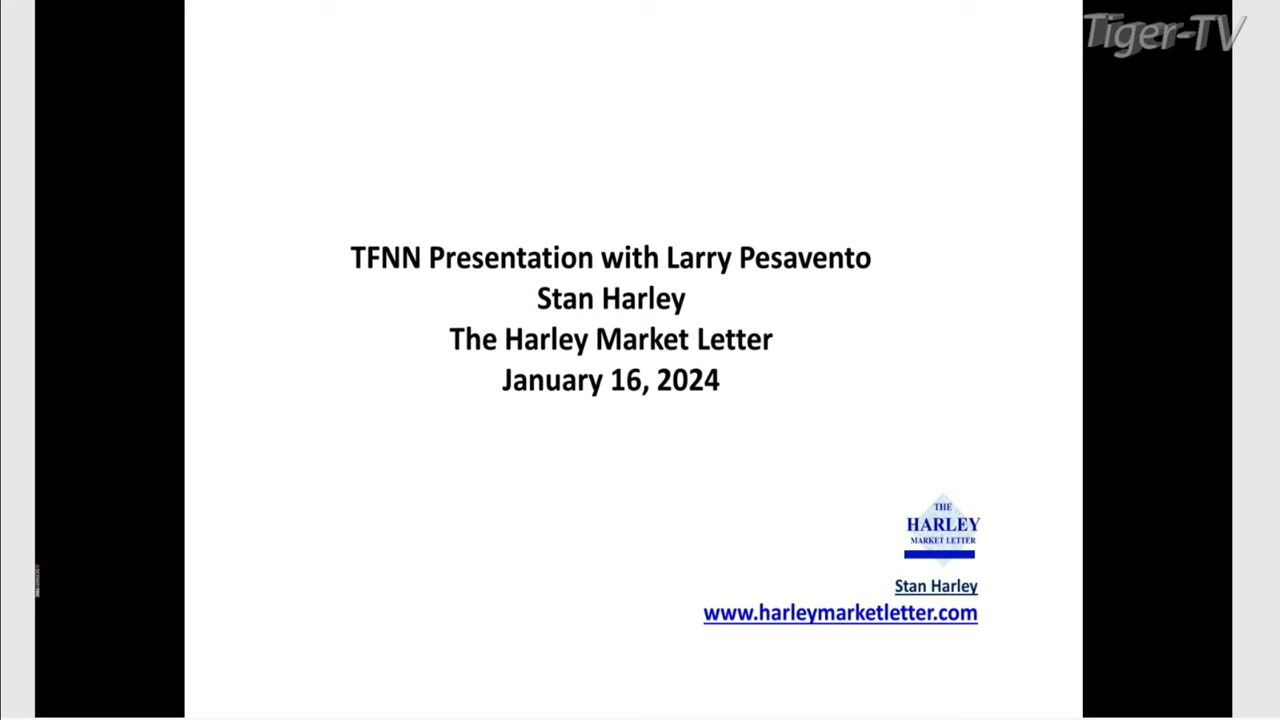 Tiger-TV
TFNN Presentation with Larry Pesavento
Stan Harley
The Harley Market Letter
January 16, 2024
THE
HARLEY
MARKET LETTER
Stan Harley
www.harleymarketletter.com